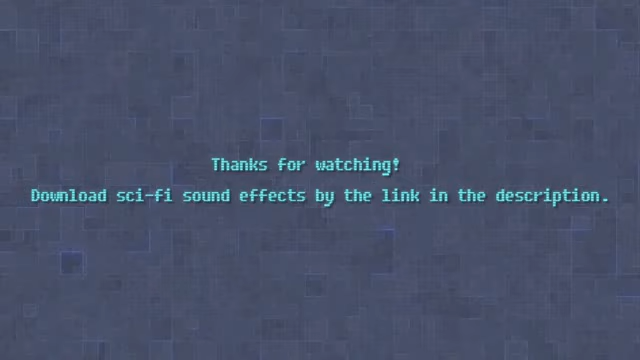 Thanks for watching!
Download sci-fi sound effects by the link in the description.